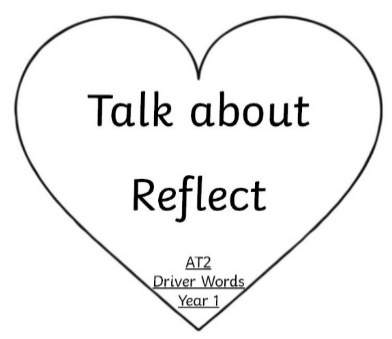 Talk about
Reflect
AT2
Driver Words
Year 1